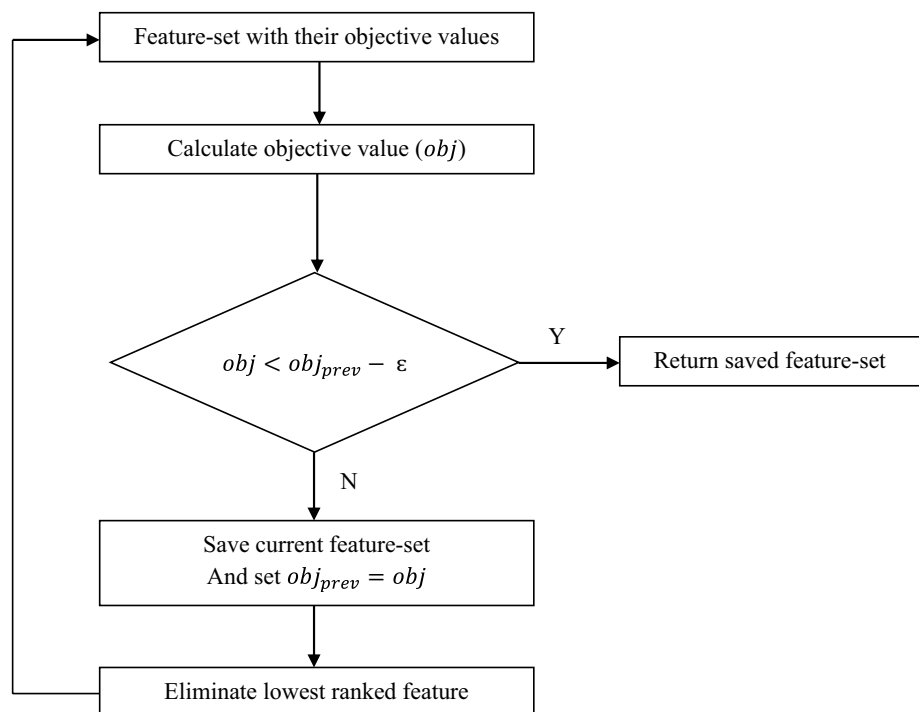 Feature-set with their objective values
Calculate objective value (obj)
obj < obj_prev − ε
Y
Return saved feature-set
N
Save current feature-set
And set obj_prev = obj
Eliminate lowest ranked feature